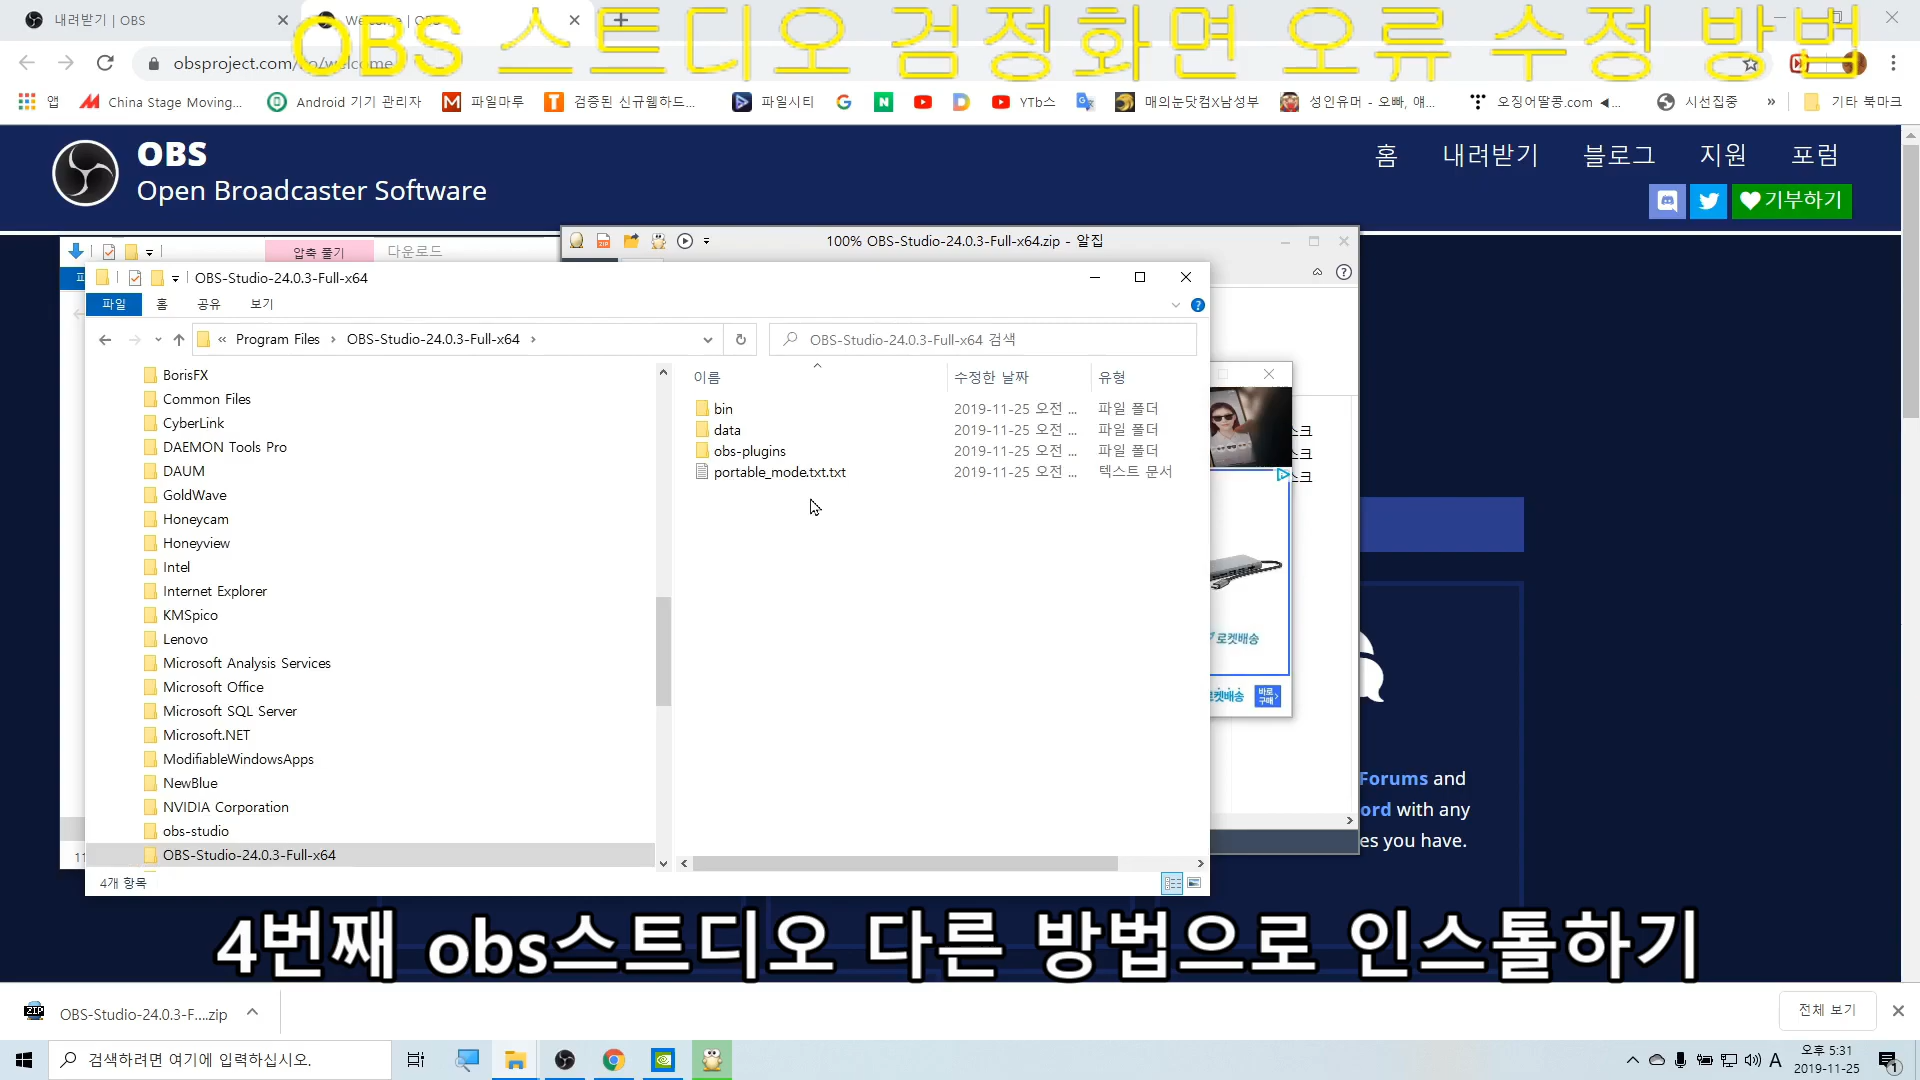 내려받기 | OBS
OBS 스튜디오 검정화면 오류 수정 방법
obsproject.com/
앱
China Stage Moving...
Android 기기 관리자
파일마루
검증된 신규웹하드...
파일시티
YTb스
매의눈닷컴X남성부
성인유머 - 오빠, 얘...
오징어땅콩.com ◀...
시선집중
»
기타 북마크
OBS
Open Broadcaster Software
홈
내려받기
블로그
지원
포럼
기부하기
압축 풀기
다운로드
100% OBS-Studio-24.0.3-Full-x64.zip - 알집
OBS-Studio-24.0.3-Full-x64
파일
홈
공유
보기
« Program Files › OBS-Studio-24.0.3-Full-x64 ›
OBS-Studio-24.0.3-Full-x64 검색
BorisFX
Common Files
CyberLink
DAEMON Tools Pro
DAUM
GoldWave
Honeycam
Honeyview
Intel
Internet Explorer
KMSpico
Lenovo
Microsoft Analysis Services
Microsoft Office
Microsoft SQL Server
Microsoft.NET
ModifiableWindowsApps
NewBlue
NVIDIA Corporation
obs-studio
OBS-Studio-24.0.3-Full-x64
이름 수정한 날짜 유형
bin 2019-11-25 오전 ... 파일 폴더
data 2019-11-25 오전 ... 파일 폴더
obs-plugins 2019-11-25 오전 ... 파일 폴더
portable_mode.txt.txt 2019-11-25 오전 ... 텍스트 문서
4개 항목
스크
스크
스크
로켓배송
켓배송
바로
구매
Forums and
ord with any
es you have.
4번째 obs스튜디오 다른 방법으로 인스톨하기
OBS-Studio-24.0.3-F....zip
전체 보기
검색하려면 여기에 입력하십시오.
A
오후 5:31
2019-11-25
1